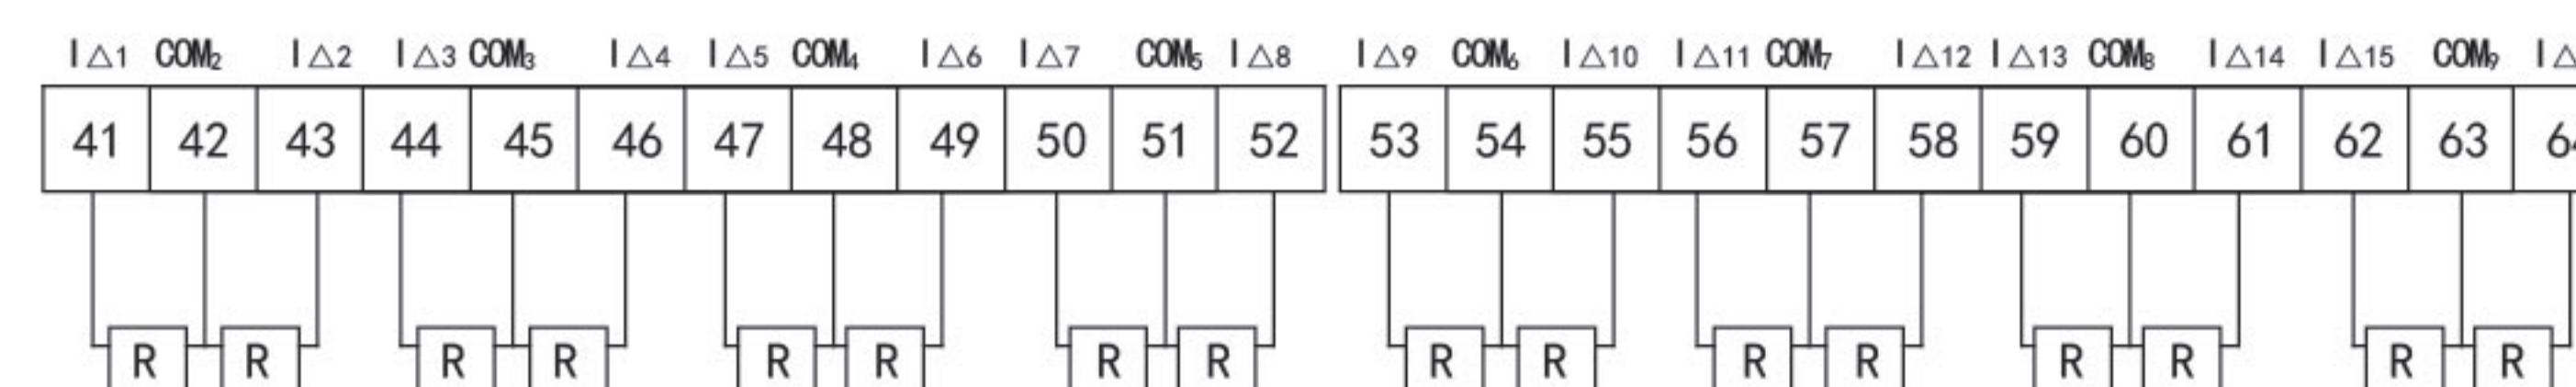 I△1 COM₂ I△2 I△3 COM₃ I△4 I△5 COM₄ I△6 I△7 COM₅ I△8 I△9 COM₆ I△10 I△11 COM₇ I△12 I△13 COM₈ I△14 I△15 COM₉ I△
41 42 43 44 45 46 47 48 49 50 51 52 53 54 55 56 57 58 59 60 61 62 63
R R R R R R R R R R R R R R R R